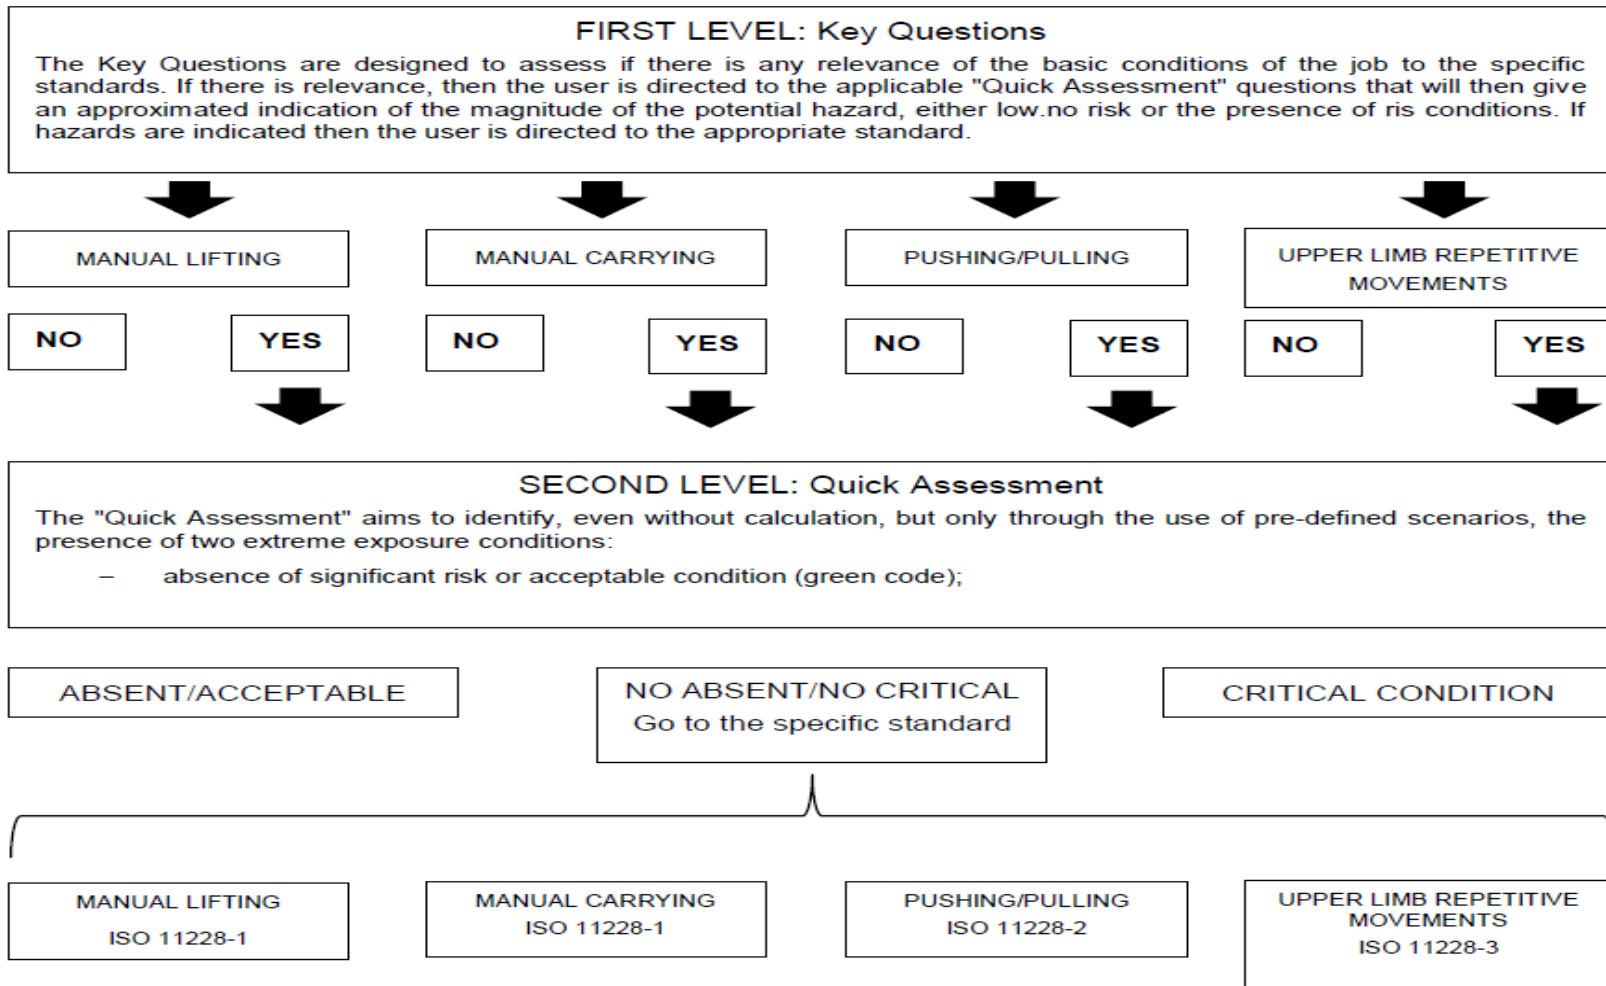 FIRST LEVEL: Key Questions
The Key Questions are designed to assess if there is any relevance of the basic conditions of the job to the specific
standards. If there is relevance, then the user is directed to the applicable "Quick Assessment" questions that will then give
an approximated indication of the magnitude of the potential hazard, either low.no risk or the presence of ris conditions. If
hazards are indicated then the user is directed to the appropriate standard.
MANUAL LIFTING
MANUAL CARRYING
PUSHING/PULLING
UPPER LIMB REPETITIVE
MOVEMENTS
NO
YES
NO
YES
NO
YES
NO
YES
SECOND LEVEL: Quick Assessment
The "Quick Assessment" aims to identify, even without calculation, but only through the use of pre-defined scenarios, the
presence of two extreme exposure conditions:
– absence of significant risk or acceptable condition (green code);
ABSENT/ACCEPTABLE
NO ABSENT/NO CRITICAL
Go to the specific standard
CRITICAL CONDITION
MANUAL LIFTING
ISO 11228-1
MANUAL CARRYING
ISO 11228-1
PUSHING/PULLING
ISO 11228-2
UPPER LIMB REPETITIVE
MOVEMENTS
ISO 11228-3